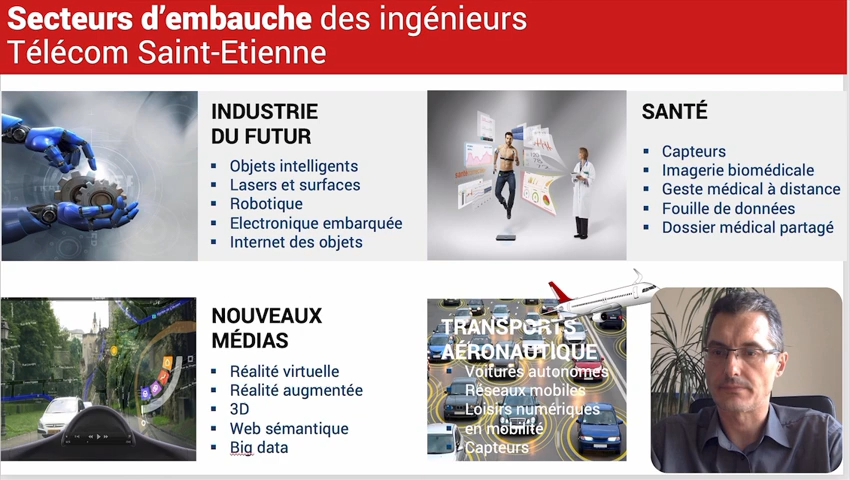 Secteurs d’embauche des ingénieurs
Télécom Saint-Etienne
INDUSTRIE
DU FUTUR
Objets intelligents
Lasers et surfaces
Robotique
Electronique embarquée
Internet des objets
SANTÉ
Capteurs
Imagerie biomédicale
Geste médical à distance
Fouille de données
Dossier médical partagé
NOUVEAUX
MÉDIAS
Réalité virtuelle
Réalité augmentée
3D
Web sémantique
Big data
TRANSPORTS
AÉRONAUTIQUE
Voitures autonomes
Réseaux mobiles
Loisirs numériques
en mobilité
Capteurs